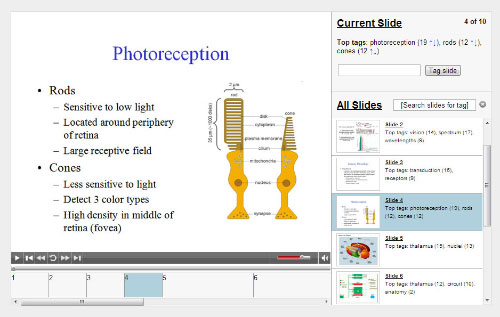 Photoreception
• Rods
– Sensitive to low light
– Located around periphery
of retina
– Large receptive field
• Cones
– Less sensitive to light
– Detect 3 color types
– High density in middle of
retina (fovea)
2 μm
rod
cone
disk
cytoplasm
plasma membrane
cilium
mitochondria
nucleus
synapse
1 2 3 4 5 6
Current Slide
4 of 10
Top tags: photoreception (19 ↑↓), rods (12 ↑↓),
cones (12 ↑↓)
Tag slide
All Slides
[Search slides for tag]
Slide 2
Top tags: vision (14), spectrum (17),
wavelengths (9)
Slide 3
Top tags: transduction (16),
receptors (9)
Slide 4
Top tags: photoreception (19), rods
(12), cones (12)
Slide 5
Top tags: thalamus (15), nuclei (13)
Slide 6
Top tags: thalamus (12), circuit (10),
anatomy (2)